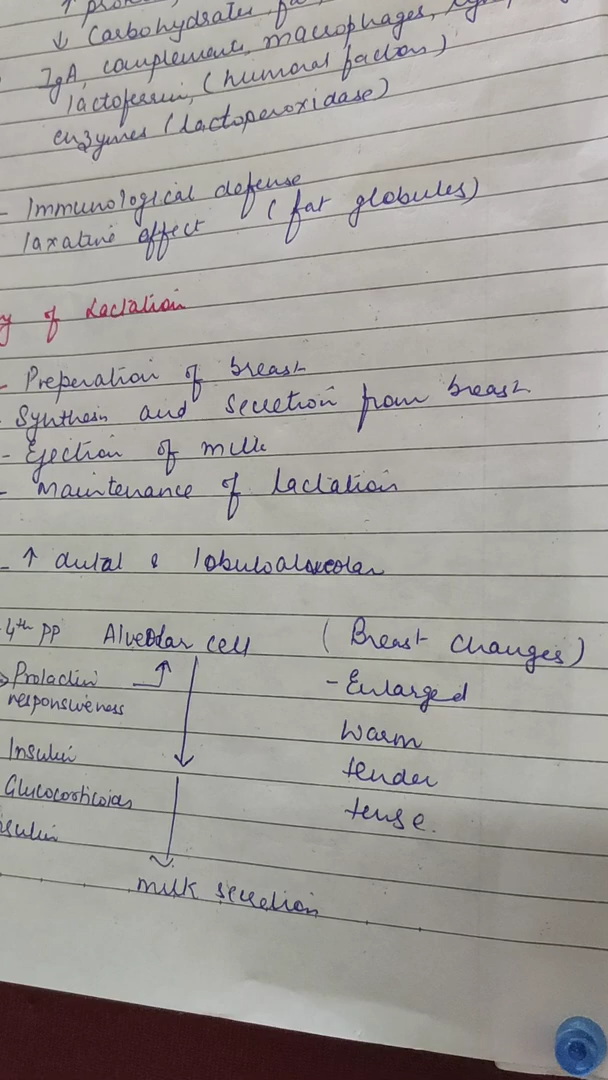 ↓ Carbohydrates
IgA, complement, macrophages,
lactoferrin, (humoral factors)
enzymes (lactoperoxidase)
- Immunological defense
laxative effect (fat globules)
y of Lactation
- Preperation of breast
Synthesis and Secretion from breast
- Ejection of milk
- Maintenance of lactation
- ↑ ductal & lobuloalveolar
4th PP Alveolar cell (Breast changes)
Prolactin - Enlarged
responsiveness
warm
Insulin tender
Glucocorticoids tense.
sulin
milk secretion